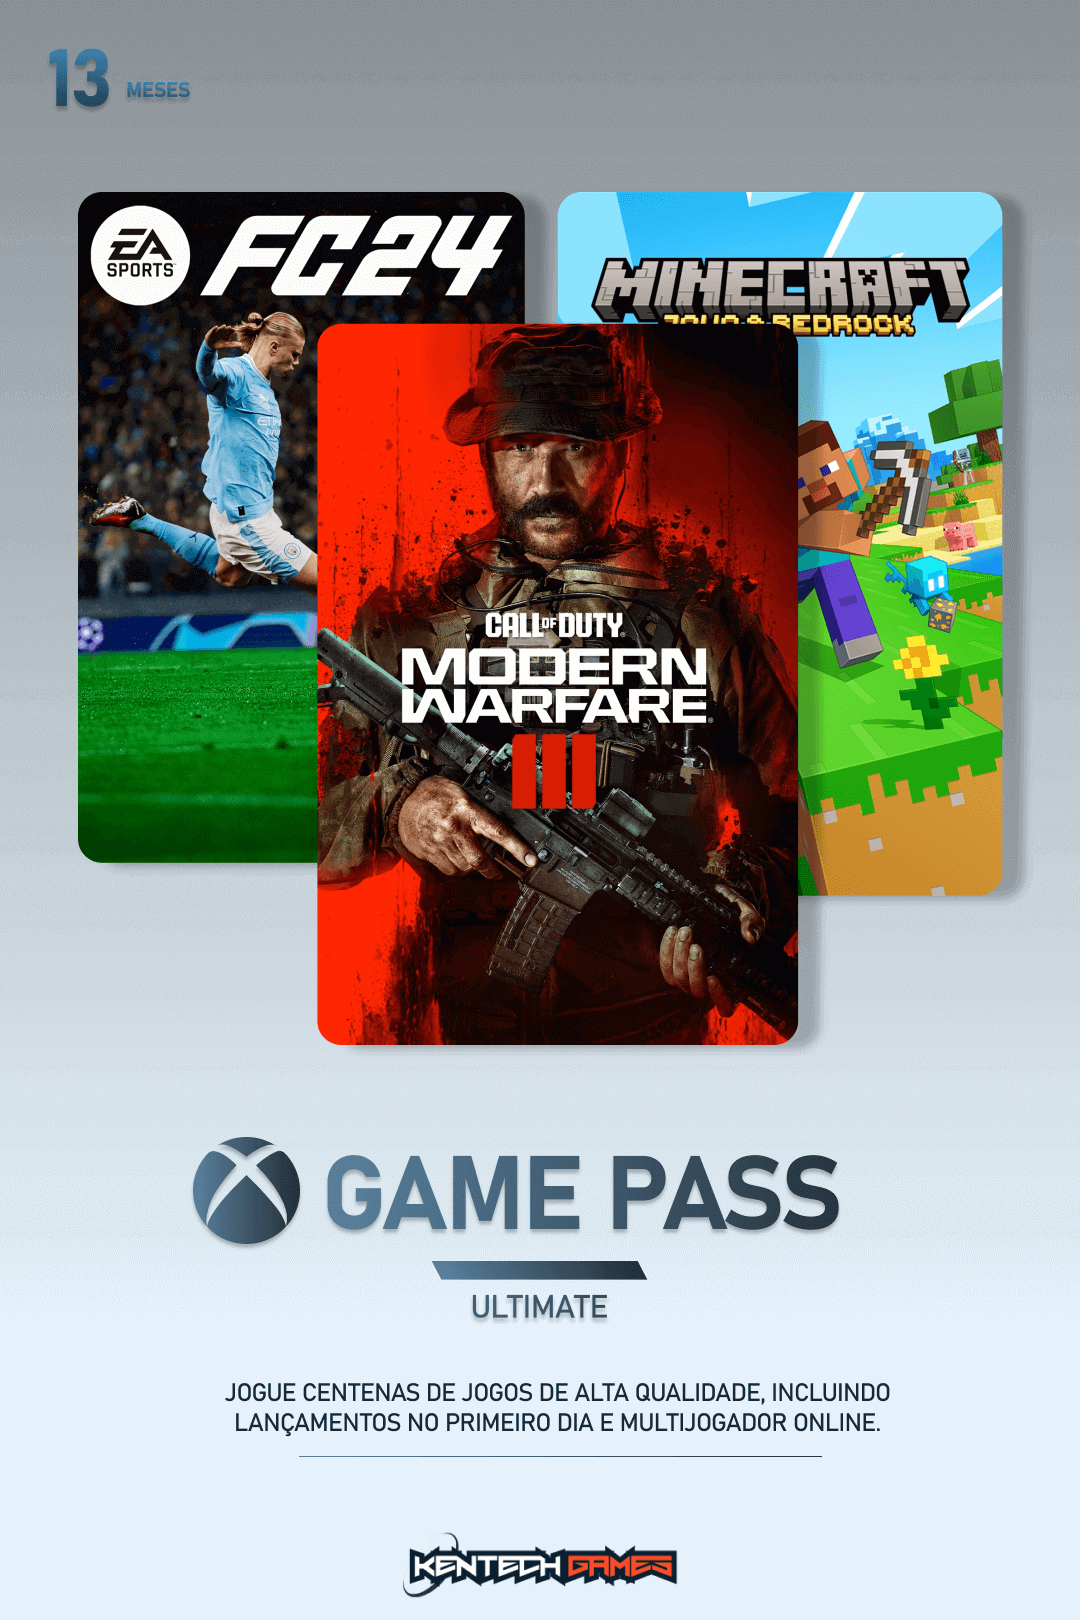 13 MESES
EA SPORTS FC24
MINECRAFT
& BEDROCK
CALL OF DUTY
MODERN
WARFARE
III
GAME PASS
ULTIMATE
JOGUE CENTENAS DE JOGOS DE ALTA QUALIDADE, INCLUINDO
LANÇAMENTOS NO PRIMEIRO DIA E MULTIJOGADOR ONLINE.
KENTECH GAMES